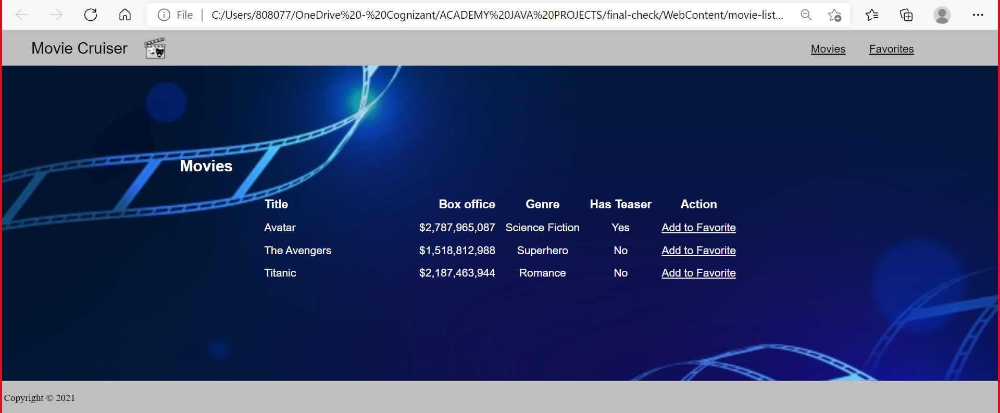 File C:/Users/808077/OneDrive%20-%20Cognizant/ACADEMY%20JAVA%20PROJECTS/final-check/WebContent/movie-list...
Movie Cruiser Movies Favorites
Movies
Title Box office Genre Has Teaser Action
Avatar $2,787,965,087 Science Fiction Yes Add to Favorite
The Avengers $1,518,812,988 Superhero No Add to Favorite
Titanic $2,187,463,944 Romance No Add to Favorite
Copyright © 2021